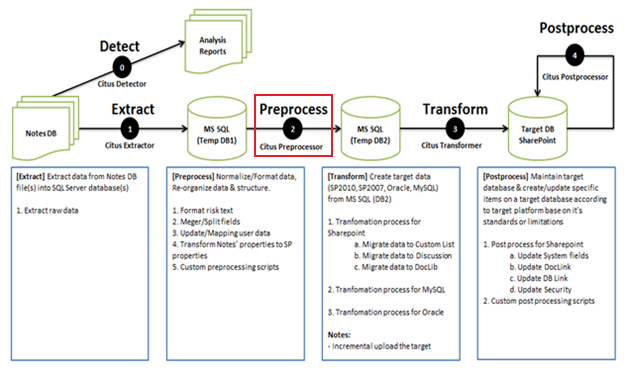 Detect
0
Citus Detector
Analysis
Reports
Postprocess
4
Citus Postprocessor
Notes DB
Extract
1
Citus Extractor
MS SQL
(Temp DB1)
Preprocess
2
Citus Preprocessor
MS SQL
(Temp DB2)
Transform
3
Citus Transformer
Target DB
SharePoint
[Extract] Extract data from Notes DB
file(s) into SQL Server database(s)
1. Extract raw data
[Preprocess] Normalize/Format data,
Re-organize data & structure.
1. Format risk text
2. Meger/Split fields
3. Update/Mapping user data
4. Transform Notes' properties to SP
properties
5. Custom preprocessing scripts
[Transform] Create target data
(SP2010, SP2007, Oracle, MySQL)
from MS SQL (DB2)
1. Tranfomation process for
Sharepoint
a. Migrate data to Custom List
b. Migrate data to Discussion
c. Migrate data to DocLib
2. Tranfomation process for MySQL
3. Tranfomation process for Oracle
Notes:
- Incremental upload the target
[Postprocess] Maintain target
database & create/update specific
items on a target database according
to target platform base on it's
standards or limitations
1. Post process for Sharepoint
a. Update System fields
b. Update DocLink
c. Update DB Link
d. Update Security
2. Custom post processing scripts